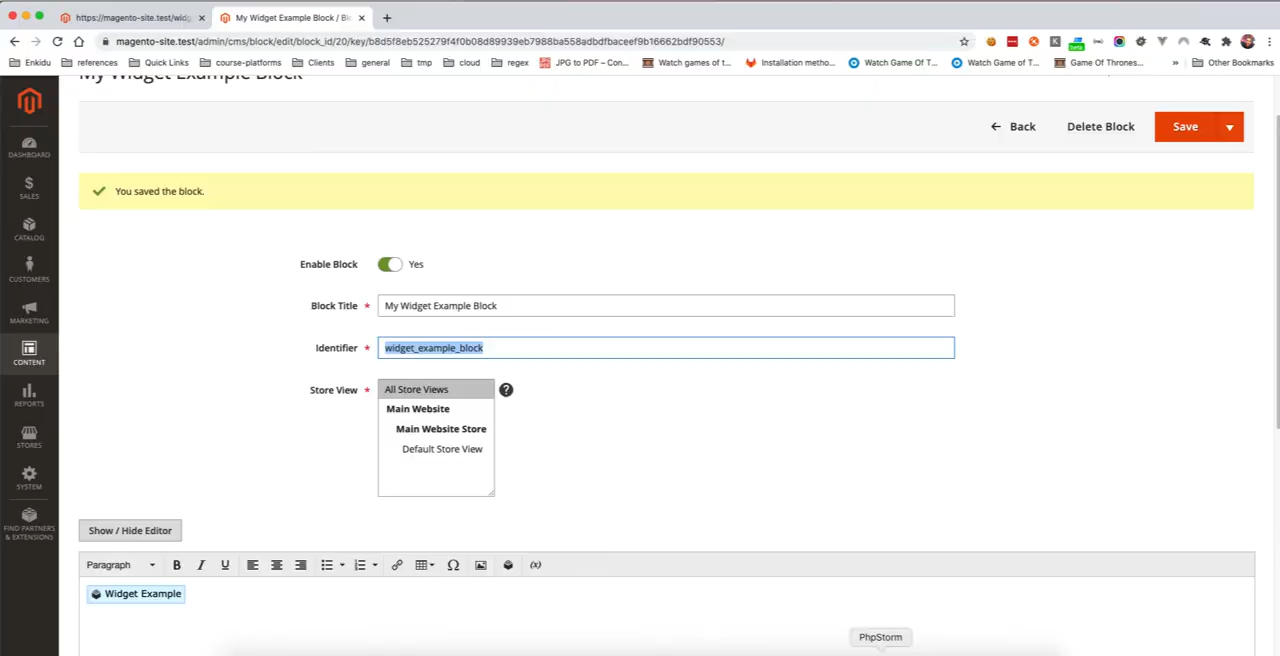 https://magento-site.test/widg
My Widget Example Block / Blo
magento-site.test/admin/cms/block/edit/block_id/20/key/b8d5f8eb525279f4f0b08d89939eb7988ba558adbdfbaceef9b16662bdf90553/
beta
Enkidu
references
Quick Links
course-platforms
Clients
general
tmp
cloud
regex
JPG to PDF – Con...
Watch games of t...
Installation metho...
Watch Game Of T...
Watch Game of T...
Game Of Thrones...
»
Other Bookmarks
My Widget Example Block
← Back
Delete Block
Save
You saved the block.
DASHBOARD
SALES
CATALOG
CUSTOMERS
MARKETING
CONTENT
REPORTS
STORES
SYSTEM
FIND PARTNERS
& EXTENSIONS
Enable Block
Yes
Block Title *
My Widget Example Block
Identifier *
widget_example_block
Store View *
All Store Views
?
Main Website
Main Website Store
Default Store View
Show / Hide Editor
Paragraph
B
I
U
Ω
(x)
Widget Example
PhpStorm